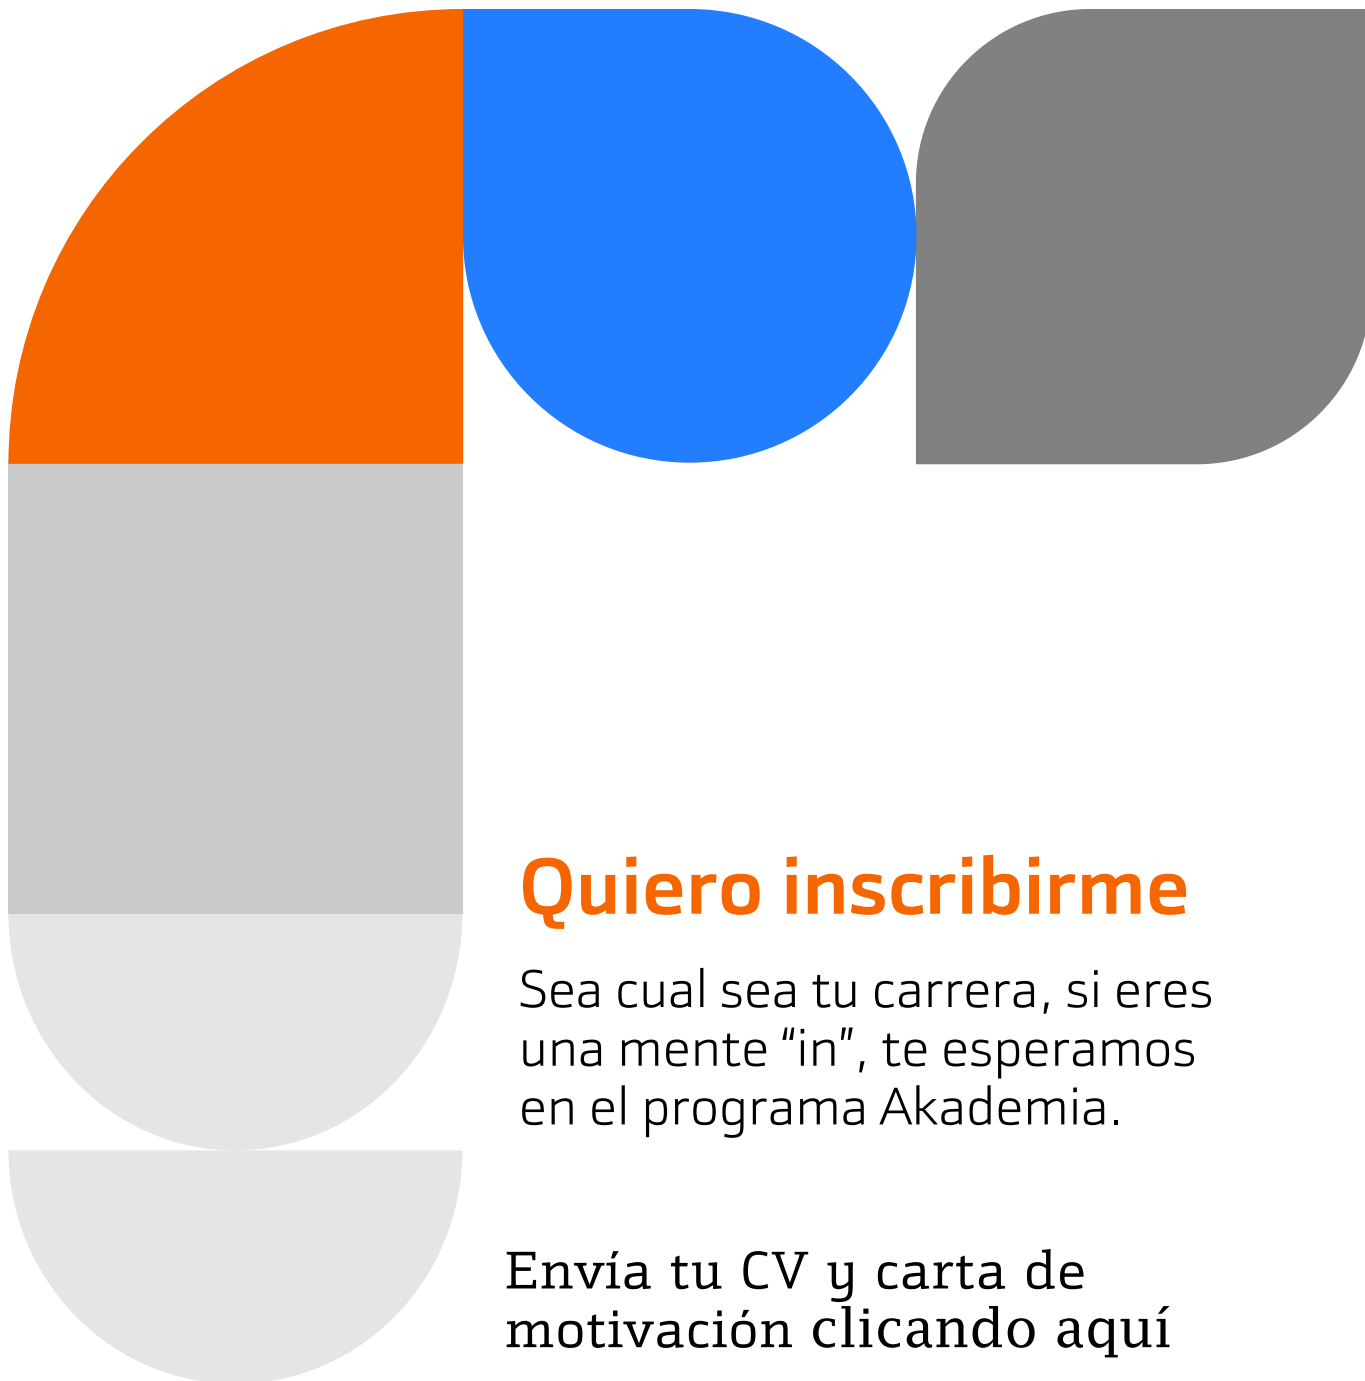 Quiero inscribirme
Sea cual sea tu carrera, si eres
una mente “in”, te esperamos
en el programa Akademia.
Envía tu CV y carta de
motivación clicando aquí